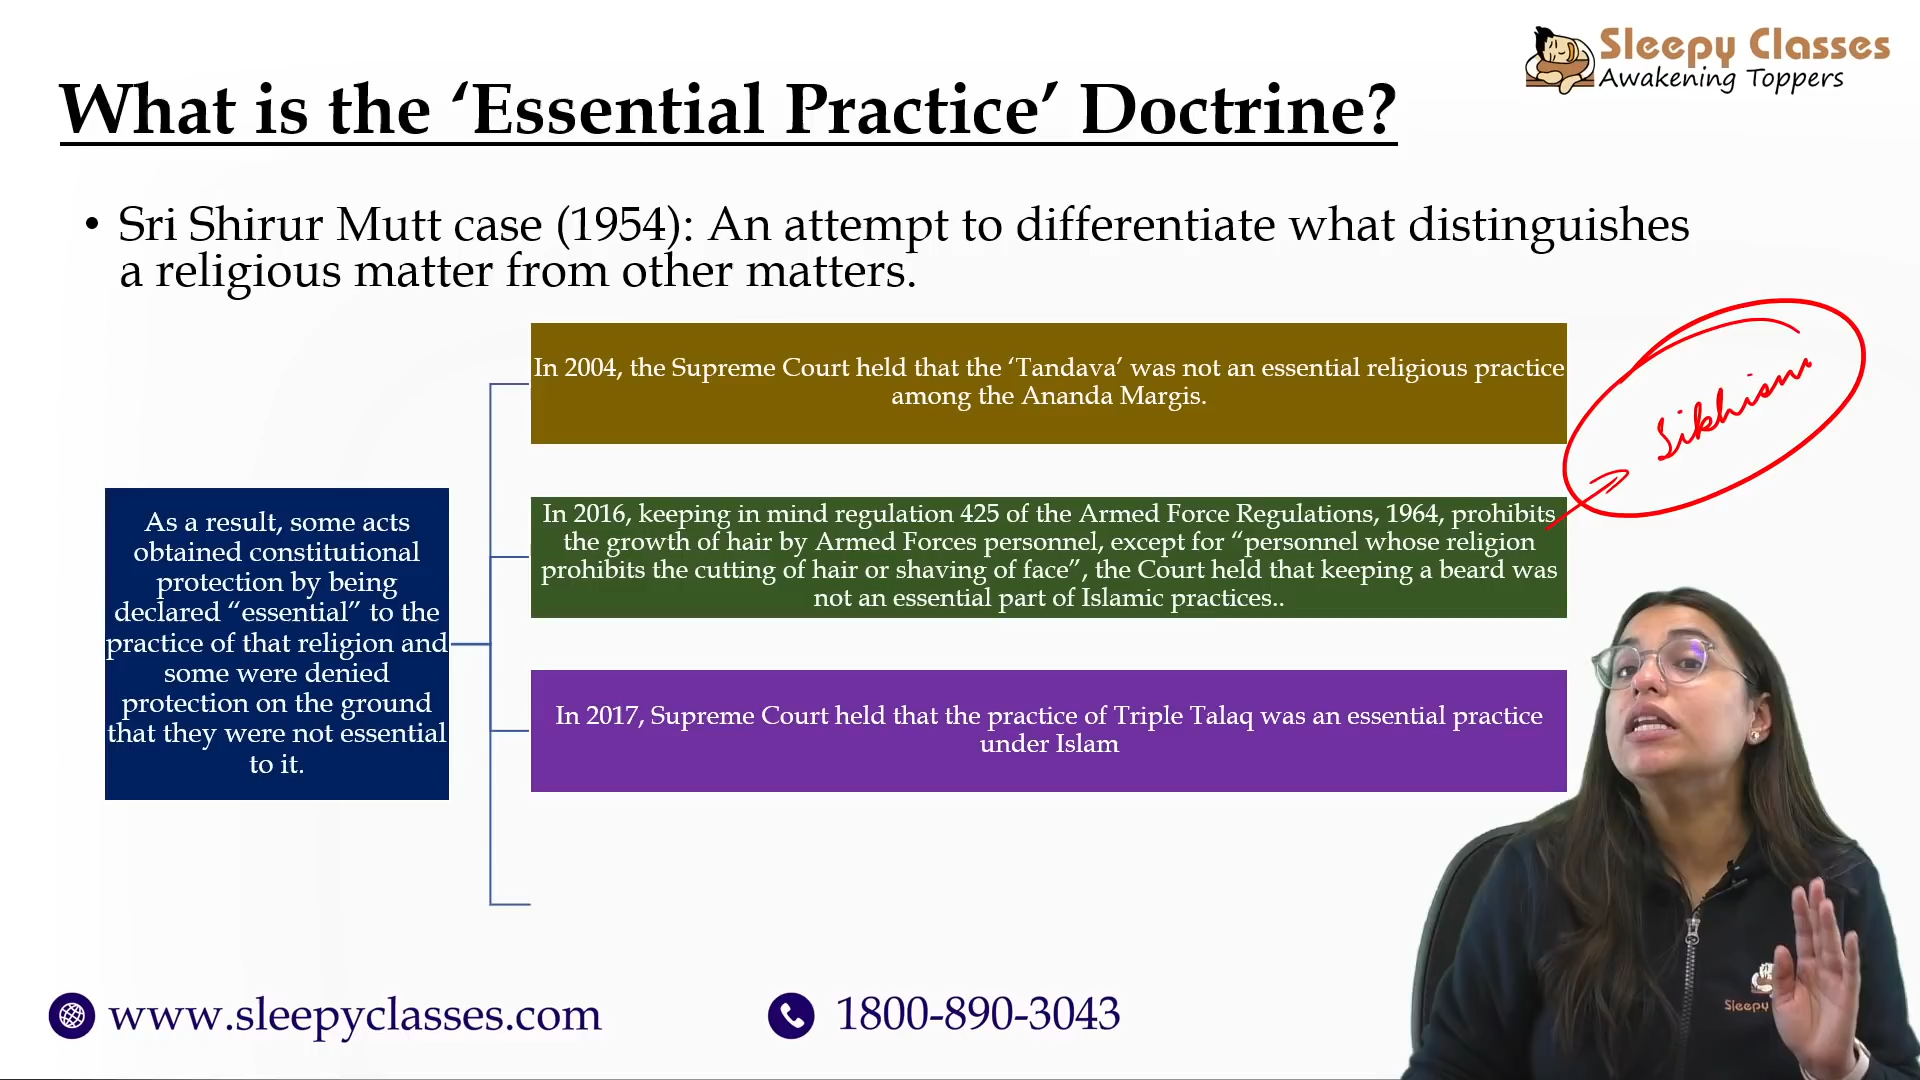 Sleepy Classes
Awakening Toppers
What is the ‘Essential Practice’ Doctrine?
• Sri Shirur Mutt case (1954): An attempt to differentiate what distinguishes
a religious matter from other matters.
In 2004, the Supreme Court held that the ‘Tandava’ was not an essential religious practice
among the Ananda Margis.
Sikhism
As a result, some acts
obtained constitutional
protection by being
declared “essential” to the
practice of that religion and
some were denied
protection on the ground
that they were not essential
to it.
In 2016, keeping in mind regulation 425 of the Armed Force Regulations, 1964, prohibits
the growth of hair by Armed Forces personnel, except for “personnel whose religion
prohibits the cutting of hair or shaving of face”, the Court held that keeping a beard was
not an essential part of Islamic practices..
In 2017, Supreme Court held that the practice of Triple Talaq was an essential practice
under Islam
Sleepy
www.sleepyclasses.com
1800-890-3043